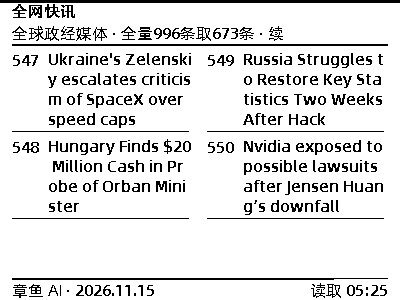 全网快讯
全球政经媒体 · 全量996条取673条 · 续
547 Ukraine's Zelenski
y escalates criticis
m of SpaceX over
speed caps
548 Hungary Finds $20
Million Cash in Pr
obe of Orban Mini
ster
549 Russia Struggles t
o Restore Key Sta
tistics Two Weeks
After Hack
550 Nvidia exposed to
possible lawsuits
after Jensen Huan
g’s downfall
章鱼 AI · 2026.11.15
读取 05:25